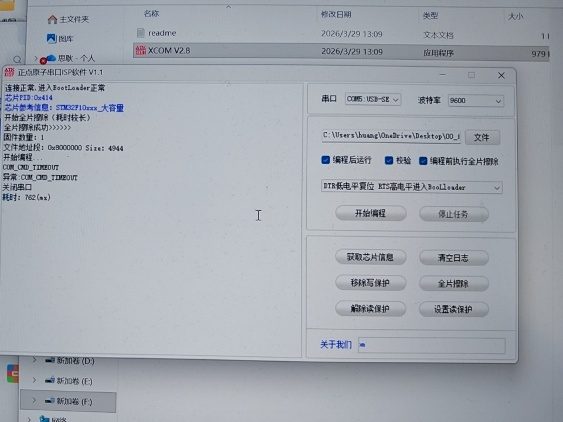 名称
修改日期
类型
大小
主文件夹
图库
思耿 - 个人
readme
2026/3/29 13:09
文本文档
1
XCOM V2.8
2026/3/29 13:09
应用程序
979
正点原子串口ISP软件 V1.1
连接正常,进入BootLoader正常
芯片PID:0x414
芯片参考信息: STM32F10xxx_大容量
开始全片擦除（耗时较长）
全片擦除成功>>>>>>
固件数量: 1
文件地址段: 0x8000000 Size: 4944
开始编程...
COM_CMD_TIMEOUT
异常:COM_CMD_TIMEOUT
关闭串口
耗时: 762(ms)
串口
COM5:USB-SE
波特率
9600
C:\Users\huang\OneDrive\Desktop\00_
文件
编程后运行
校验
编程前执行全片擦除
DTR低电平复位 RTS高电平进入BootLoader
开始编程
停止任务
获取芯片信息
清空日志
移除写保护
全片擦除
解除读保护
设置读保护
关于我们
新加卷 (D:)
新加卷 (E:)
新加卷 (F:)
网络